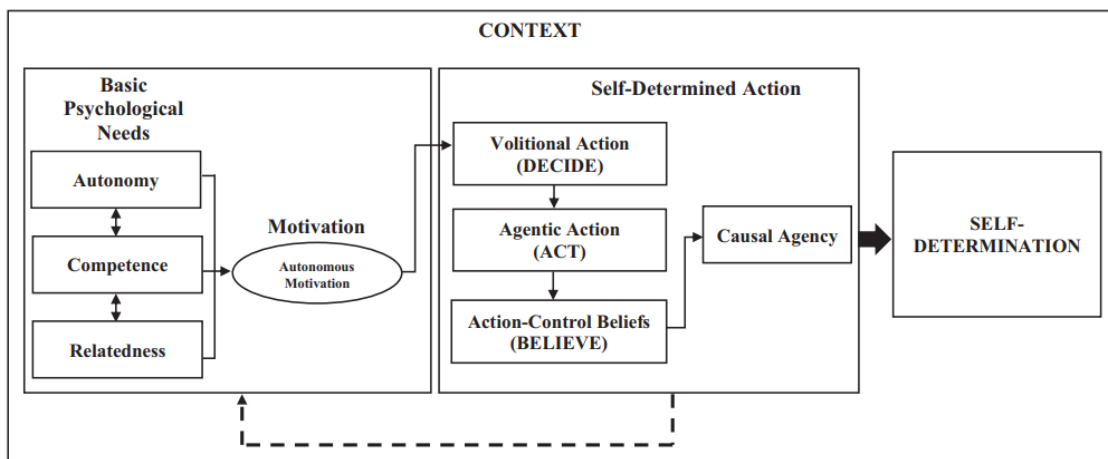 CONTEXT
Basic
Psychological
Needs
Autonomy
Competence
Relatedness
Motivation
Autonomous
Motivation
Self-Determined Action
Volitional Action
(DECIDE)
Agentic Action
(ACT)
Action-Control Beliefs
(BELIEVE)
Causal Agency
SELF-
DETERMINATION